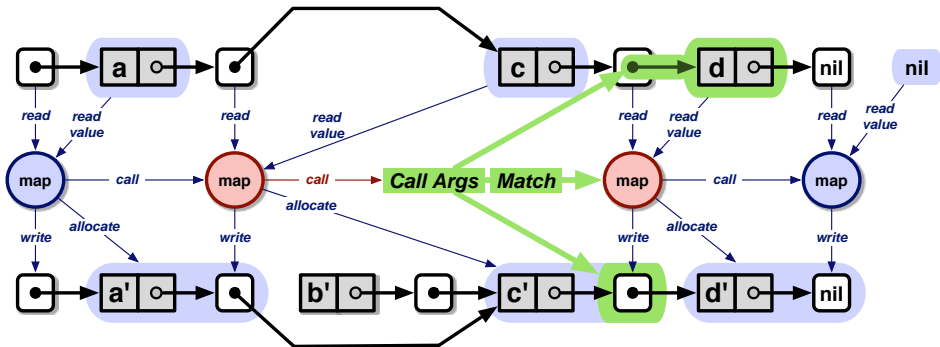 a
c
d
nil
nil
read
read
value
read
read
value
read
read
value
read
read
value
map
call
map
call
Call Args
Match
map
call
map
write
allocate
write
allocate
write
allocate
write
a'
b'
c'
d'
nil